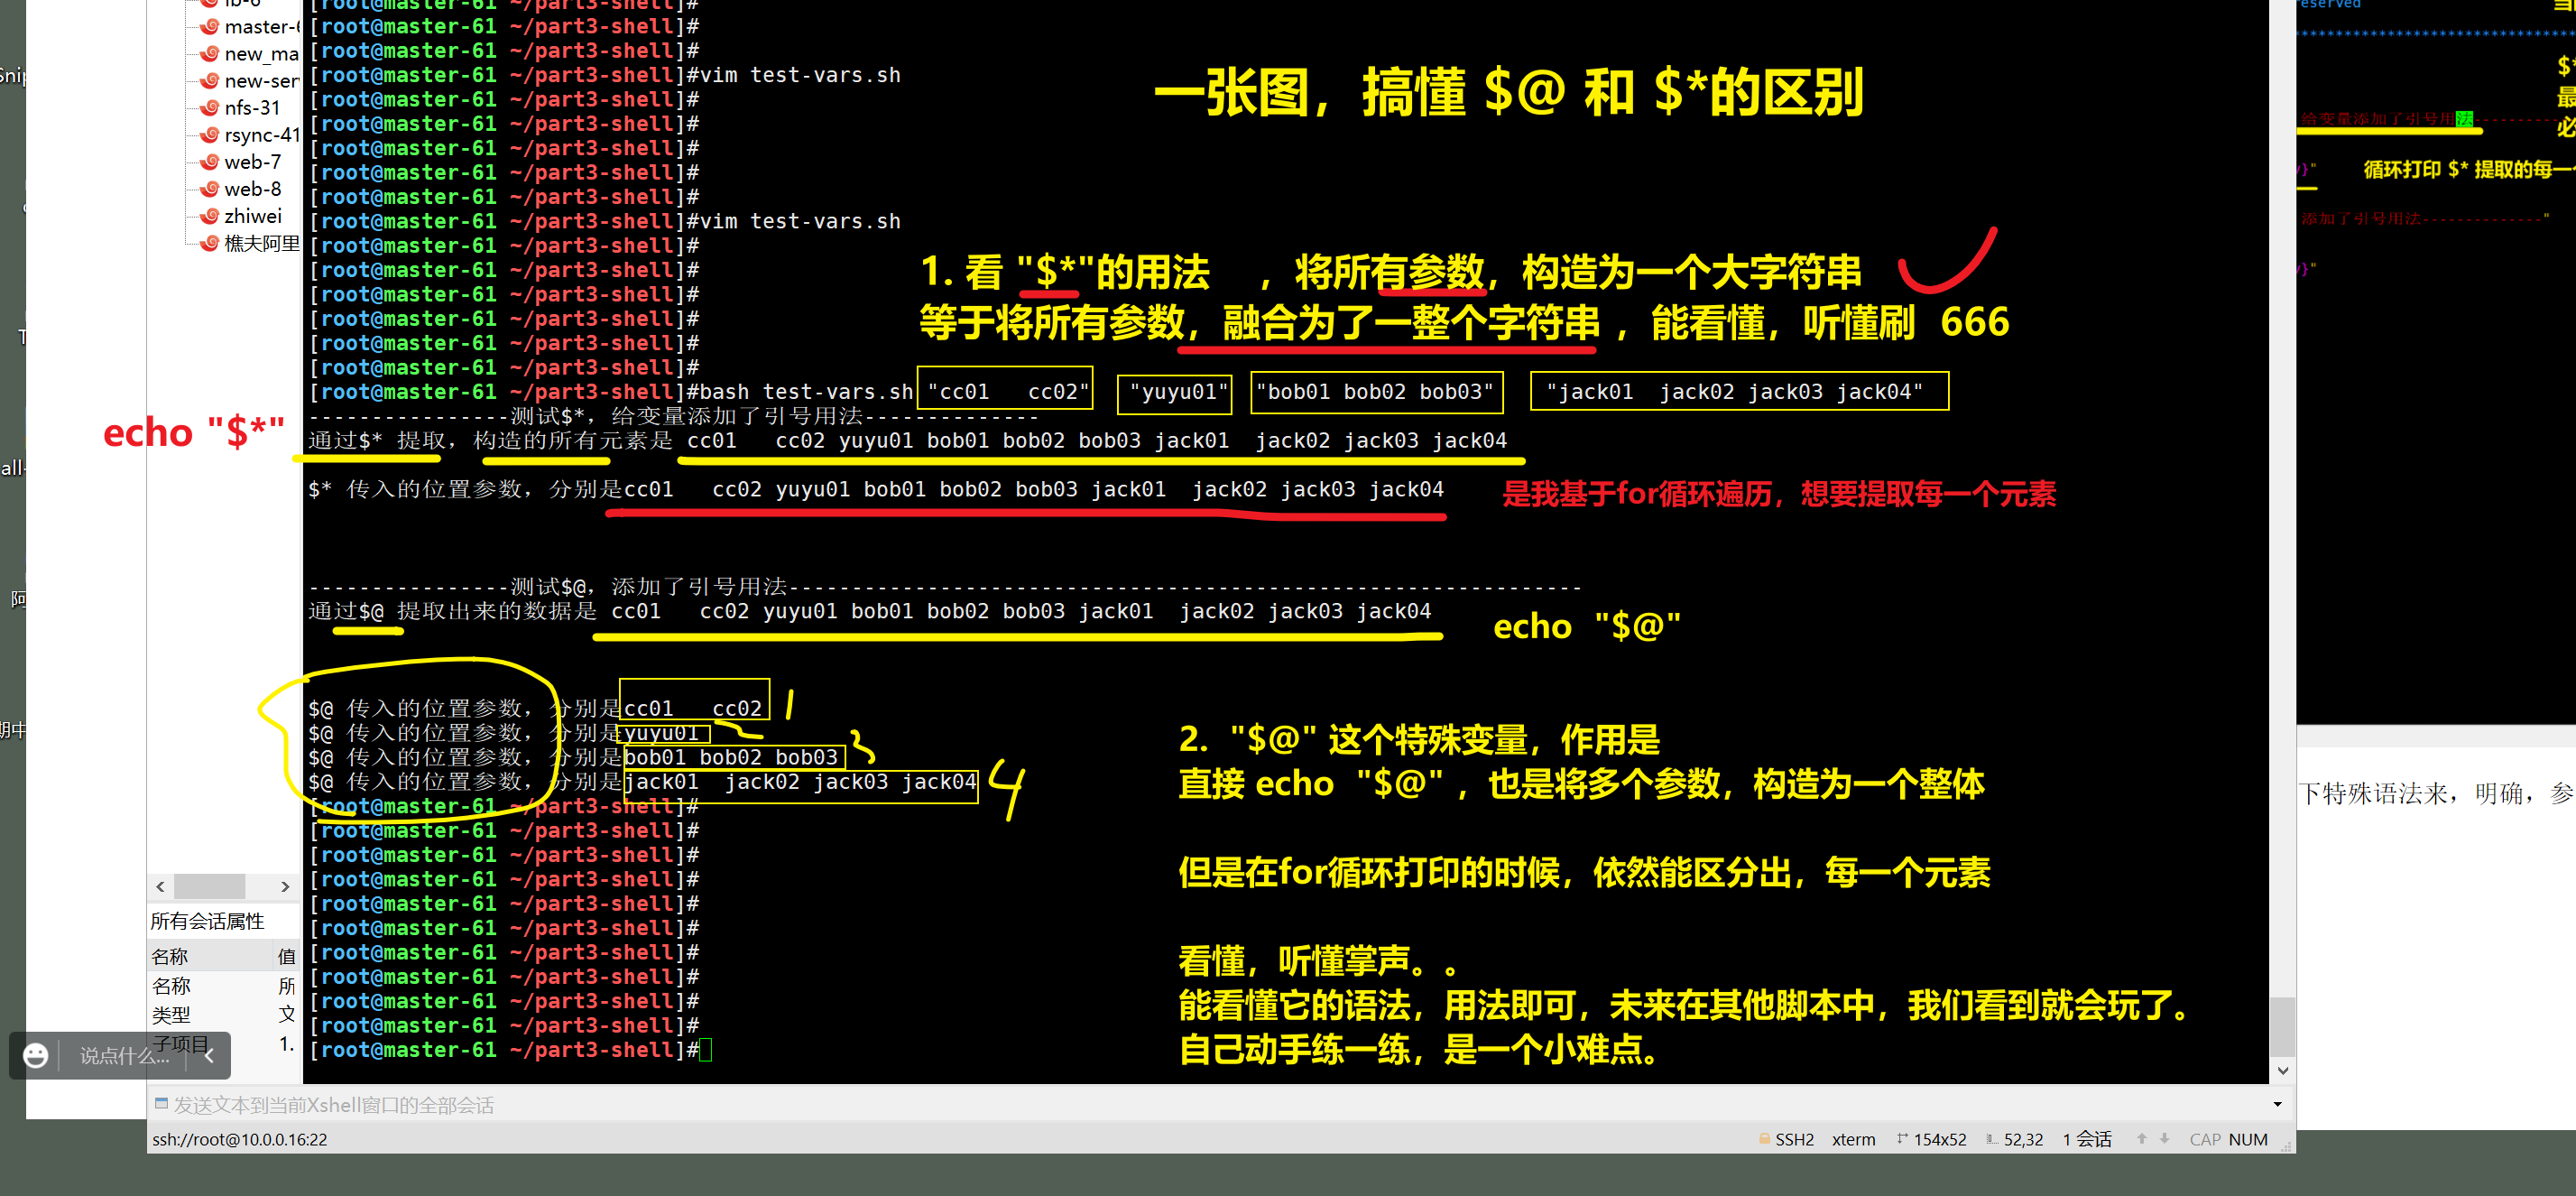 master-6
new_ma
new-ser
nfs-31
rsync-41
web-7
web-8
zhiwei
樵夫阿里
所有会话属性
名称 值
名称 所
类型 文
子项目 1.
说点什么...
[root@master-61 ~/part3-shell]#
[root@master-61 ~/part3-shell]#
[root@master-61 ~/part3-shell]#
[root@master-61 ~/part3-shell]#vim test-vars.sh
[root@master-61 ~/part3-shell]#
[root@master-61 ~/part3-shell]#
[root@master-61 ~/part3-shell]#
[root@master-61 ~/part3-shell]#
[root@master-61 ~/part3-shell]#
[root@master-61 ~/part3-shell]#vim test-vars.sh
[root@master-61 ~/part3-shell]#
[root@master-61 ~/part3-shell]#
[root@master-61 ~/part3-shell]#
[root@master-61 ~/part3-shell]#
[root@master-61 ~/part3-shell]#
[root@master-61 ~/part3-shell]#
[root@master-61 ~/part3-shell]#bash test-vars.sh "cc01   cc02" "yuyu01" "bob01 bob02 bob03" "jack01  jack02 jack03 jack04"
----------------测试$*，给变量添加了引号用法--------------
通过$* 提取，构造的所有元素是 cc01   cc02 yuyu01 bob01 bob02 bob03 jack01  jack02 jack03 jack04
$* 传入的位置参数，分别是cc01   cc02 yuyu01 bob01 bob02 bob03 jack01  jack02 jack03 jack04
----------------测试$@，添加了引号用法---------------------------------------------------------------
通过$@ 提取出来的数据是 cc01   cc02 yuyu01 bob01 bob02 bob03 jack01  jack02 jack03 jack04
$@ 传入的位置参数，分别是cc01   cc02
$@ 传入的位置参数，分别是yuyu01
$@ 传入的位置参数，分别是bob01 bob02 bob03
$@ 传入的位置参数，分别是jack01  jack02 jack03 jack04
[root@master-61 ~/part3-shell]#
[root@master-61 ~/part3-shell]#
[root@master-61 ~/part3-shell]#
[root@master-61 ~/part3-shell]#
[root@master-61 ~/part3-shell]#
[root@master-61 ~/part3-shell]#
[root@master-61 ~/part3-shell]#
[root@master-61 ~/part3-shell]#
[root@master-61 ~/part3-shell]#
[root@master-61 ~/part3-shell]#
[root@master-61 ~/part3-shell]#
一张图，搞懂 $@ 和 $*的区别
1. 看 "$*"的用法 ，将所有参数，构造为一个大字符串
等于将所有参数，融合为了一整个字符串 ，能看懂，听懂刷 666
echo "$*"
是我基于for循环遍历，想要提取每一个元素
echo "$@"
1
2
3
4
2. "$@" 这个特殊变量，作用是
直接 echo "$@" ，也是将多个参数，构造为一个整体
但是在for循环打印的时候，依然能区分出，每一个元素
看懂，听懂掌声。。
能看懂它的语法，用法即可，未来在其他脚本中，我们看到就会玩了。
自己动手练一练，是一个小难点。
reserved
给变量添加了引号用法----------
}" 循环打印 $* 提取的每一
添加了引号用法--------------"
}"
下特殊语法来，明确，参
发送文本到当前Xshell窗口的全部会话
ssh://root@10.0.0.16:22 SSH2 xterm 154x52 52,32 1 会话 CAP NUM